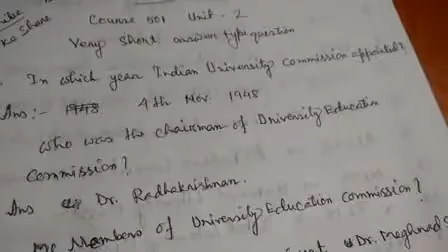 Course 501 Unit - 2
Ke Share
Very short answer type question
In which year Indian University Commission appointed?
Ans :- 1948 4th Nov. 1948
Who was the chairman of University Education
Commission?
Ans Dr. Radhakrishnan.
Members of University Education Commission?
Dr. Meghnad